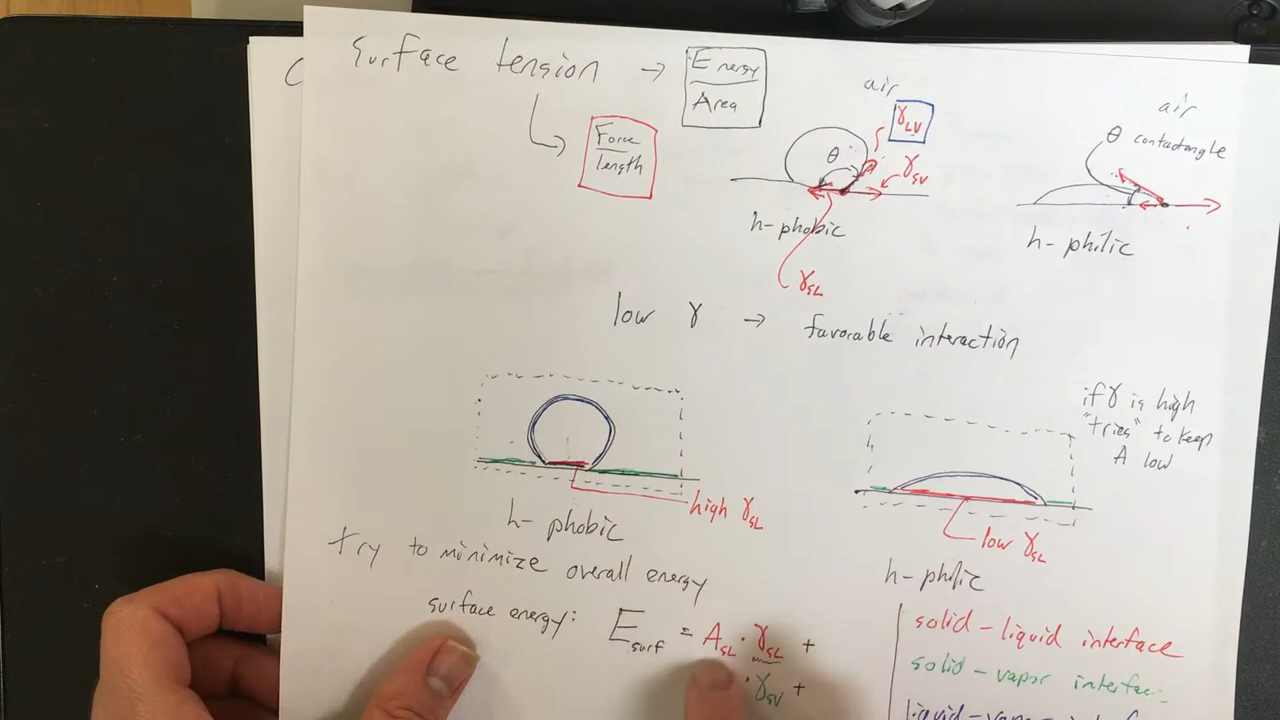 surface tension → Energy
Area
Force
length
air
γLV
θ
γSV
h-phobic
γSL
air
θ contact angle
h-philic
low γ → favorable interaction
if γ is high
"tries" to keep
A low
high γSL
h-phobic
low γSL
h-philic
try to minimize overall energy
surface energy: Esurf = ASL · γSL +
· γSV +
solid-liquid interface
solid-vapor interface